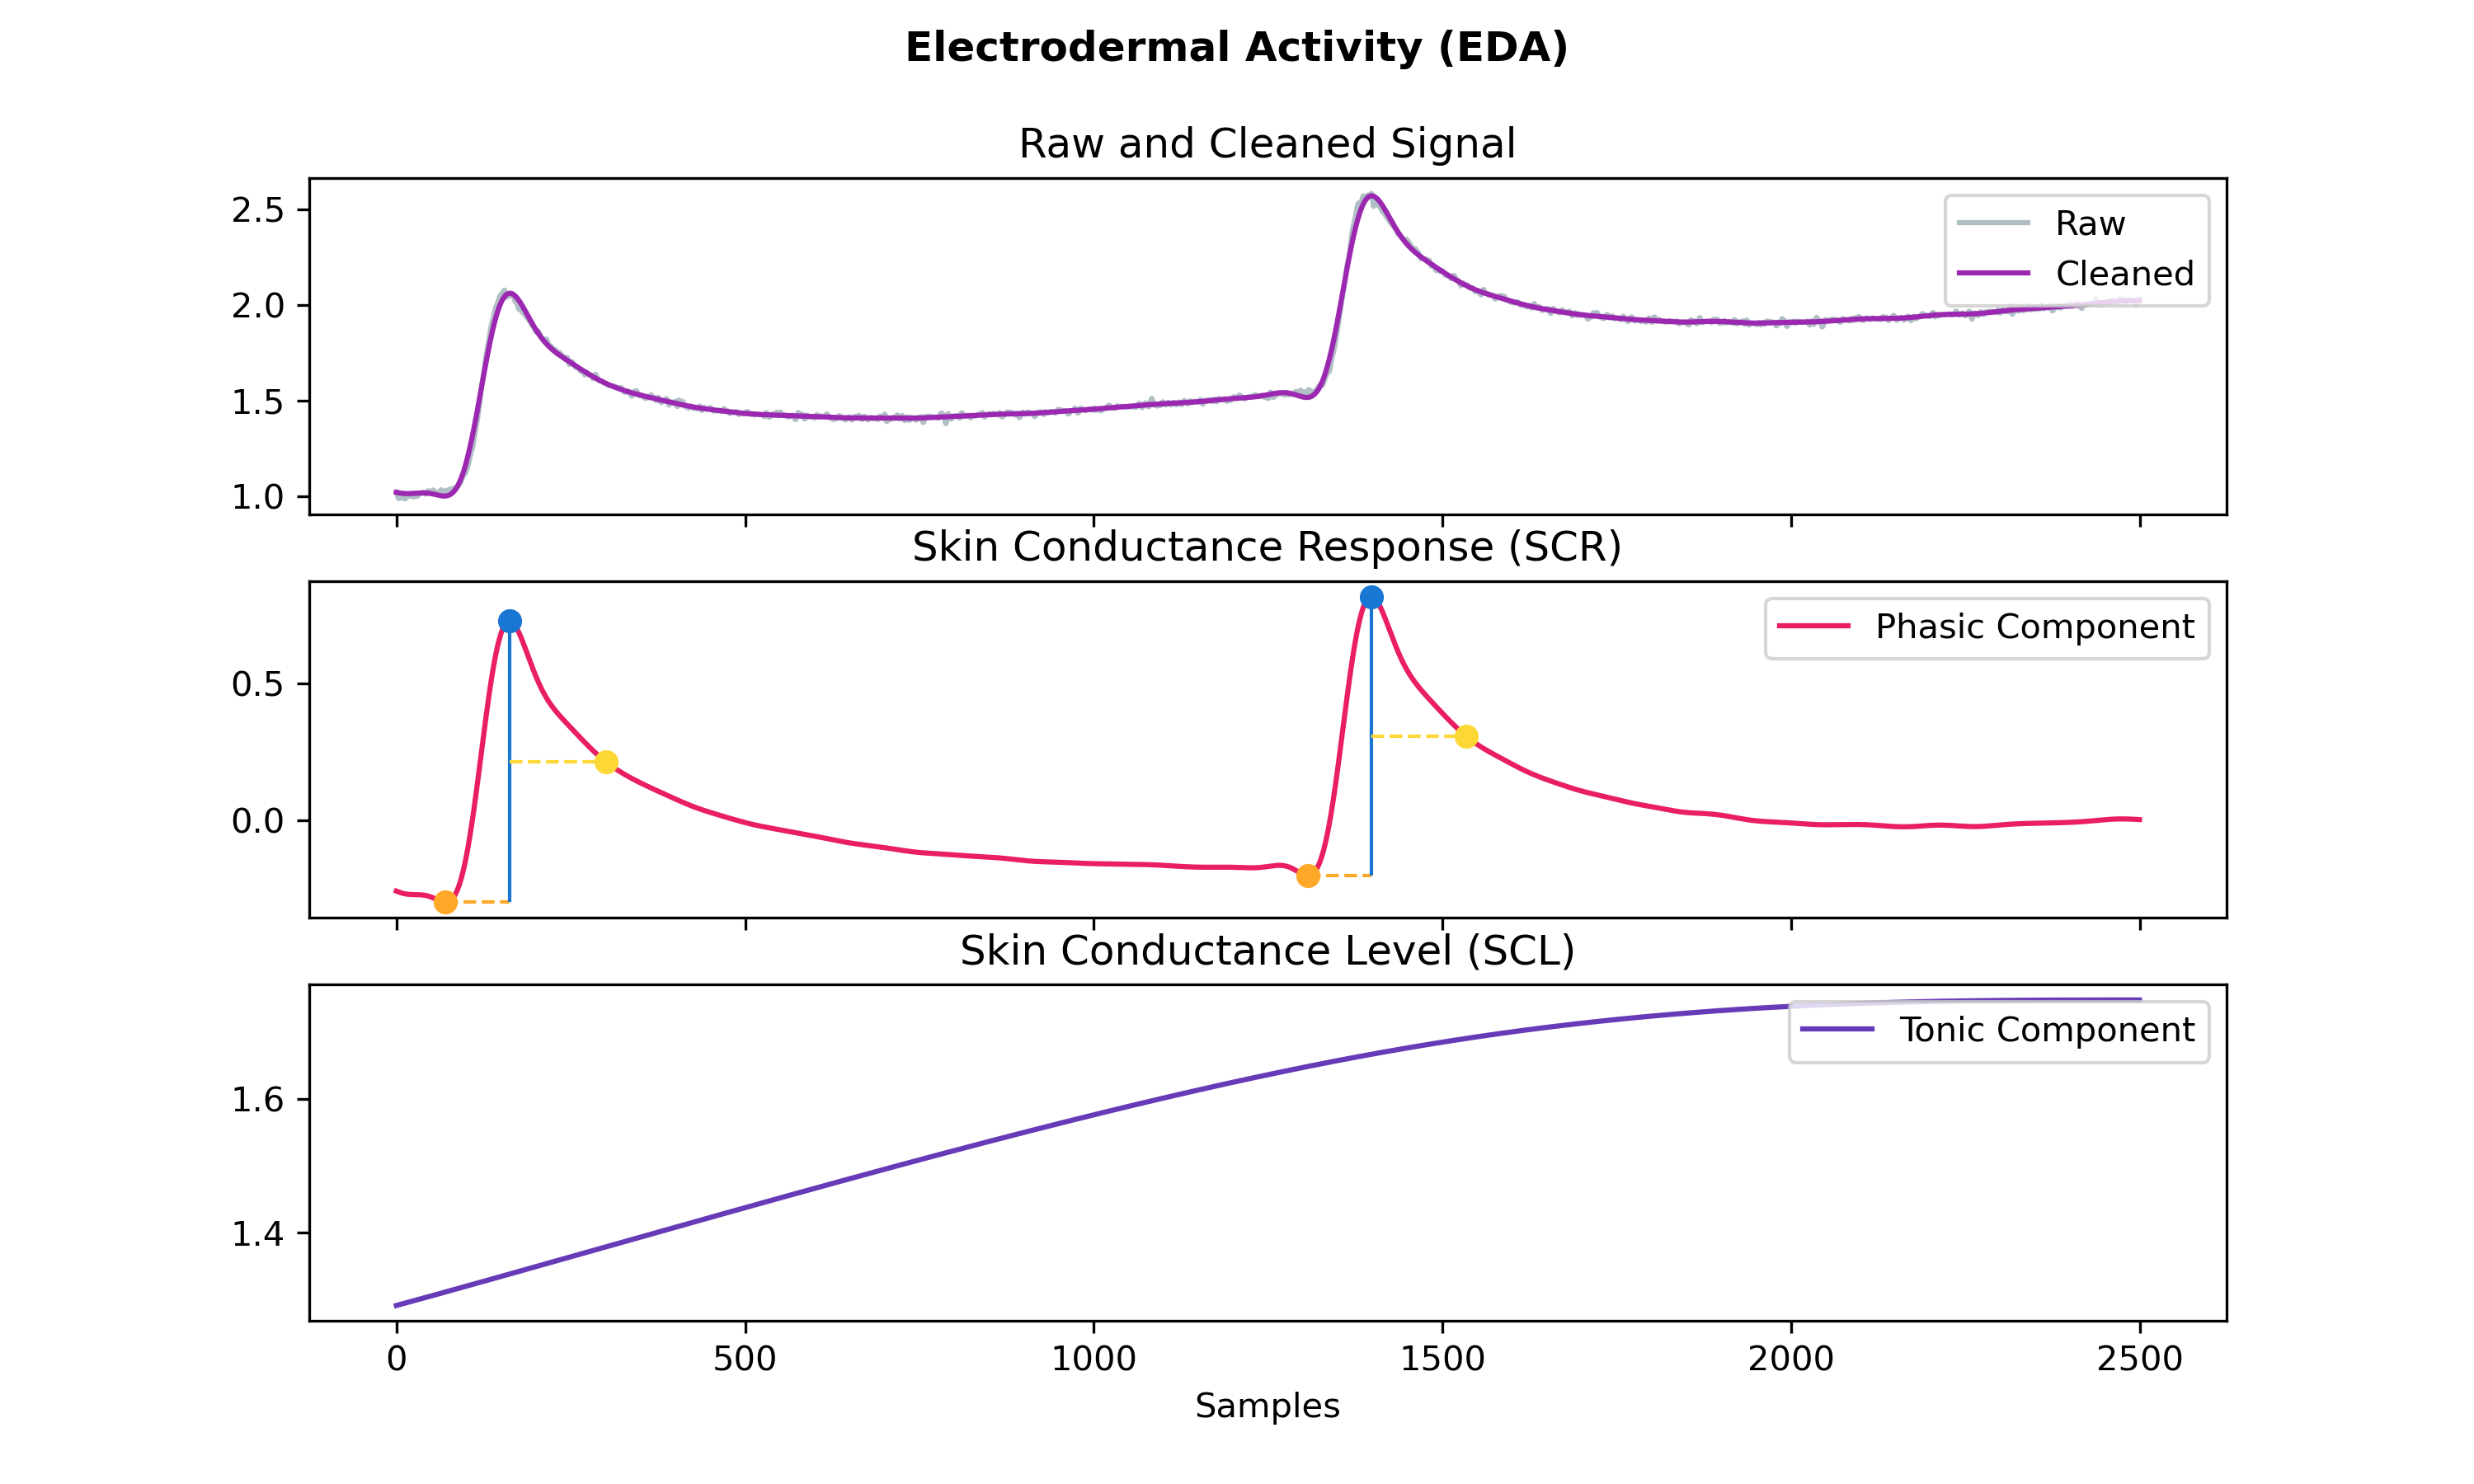 Electrodermal Activity (EDA)
Raw and Cleaned Signal
2.5
2.0
1.5
1.0
Raw
Cleaned
Skin Conductance Response (SCR)
0.5
0.0
Phasic Component
Skin Conductance Level (SCL)
1.6
1.4
Tonic Component
0 500 1000 1500 2000 2500
Samples